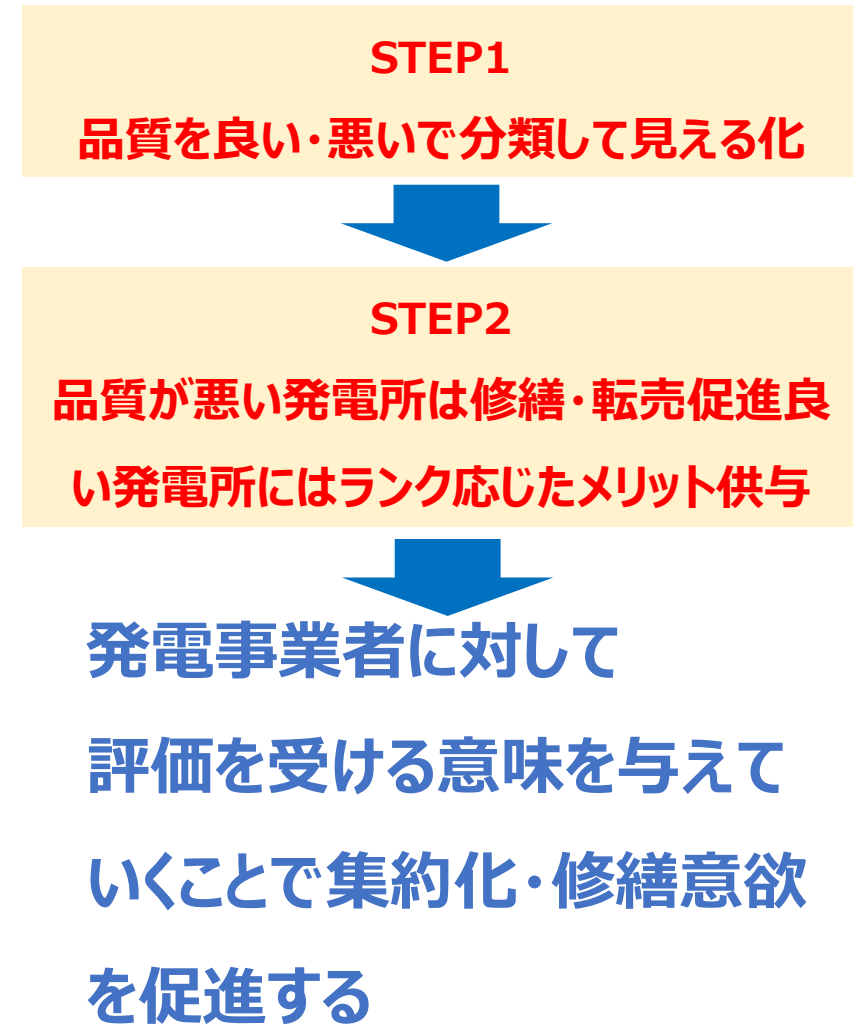 STEP1
品質を良い・悪いで分類して見える化
STEP2
品質が悪い発電所は修繕・転売促進良
い発電所にはランク応じたメリット供与
発電事業者に対して
評価を受ける意味を与えて
いくことで集約化・修繕意欲
を促進する